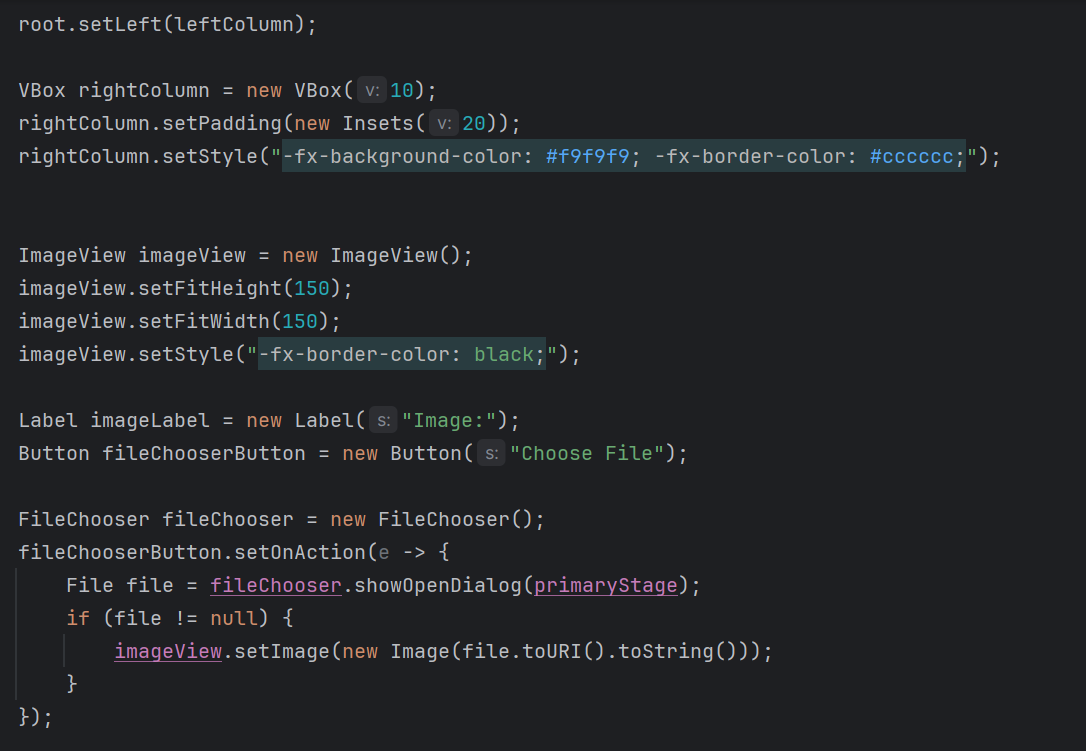 root.setLeft(leftColumn);
VBox rightColumn = new VBox( v: 10);
rightColumn.setPadding(new Insets( v: 20));
rightColumn.setStyle("-fx-background-color: #f9f9f9; -fx-border-color: #cccccc;");
ImageView imageView = new ImageView();
imageView.setFitHeight(150);
imageView.setFitWidth(150);
imageView.setStyle("-fx-border-color: black;");
Label imageLabel = new Label( s: "Image:");
Button fileChooserButton = new Button( s: "Choose File");
FileChooser fileChooser = new FileChooser();
fileChooserButton.setOnAction(e -> {
    File file = fileChooser.showOpenDialog(primaryStage);
    if (file != null) {
        imageView.setImage(new Image(file.toURI().toString()));
    }
});